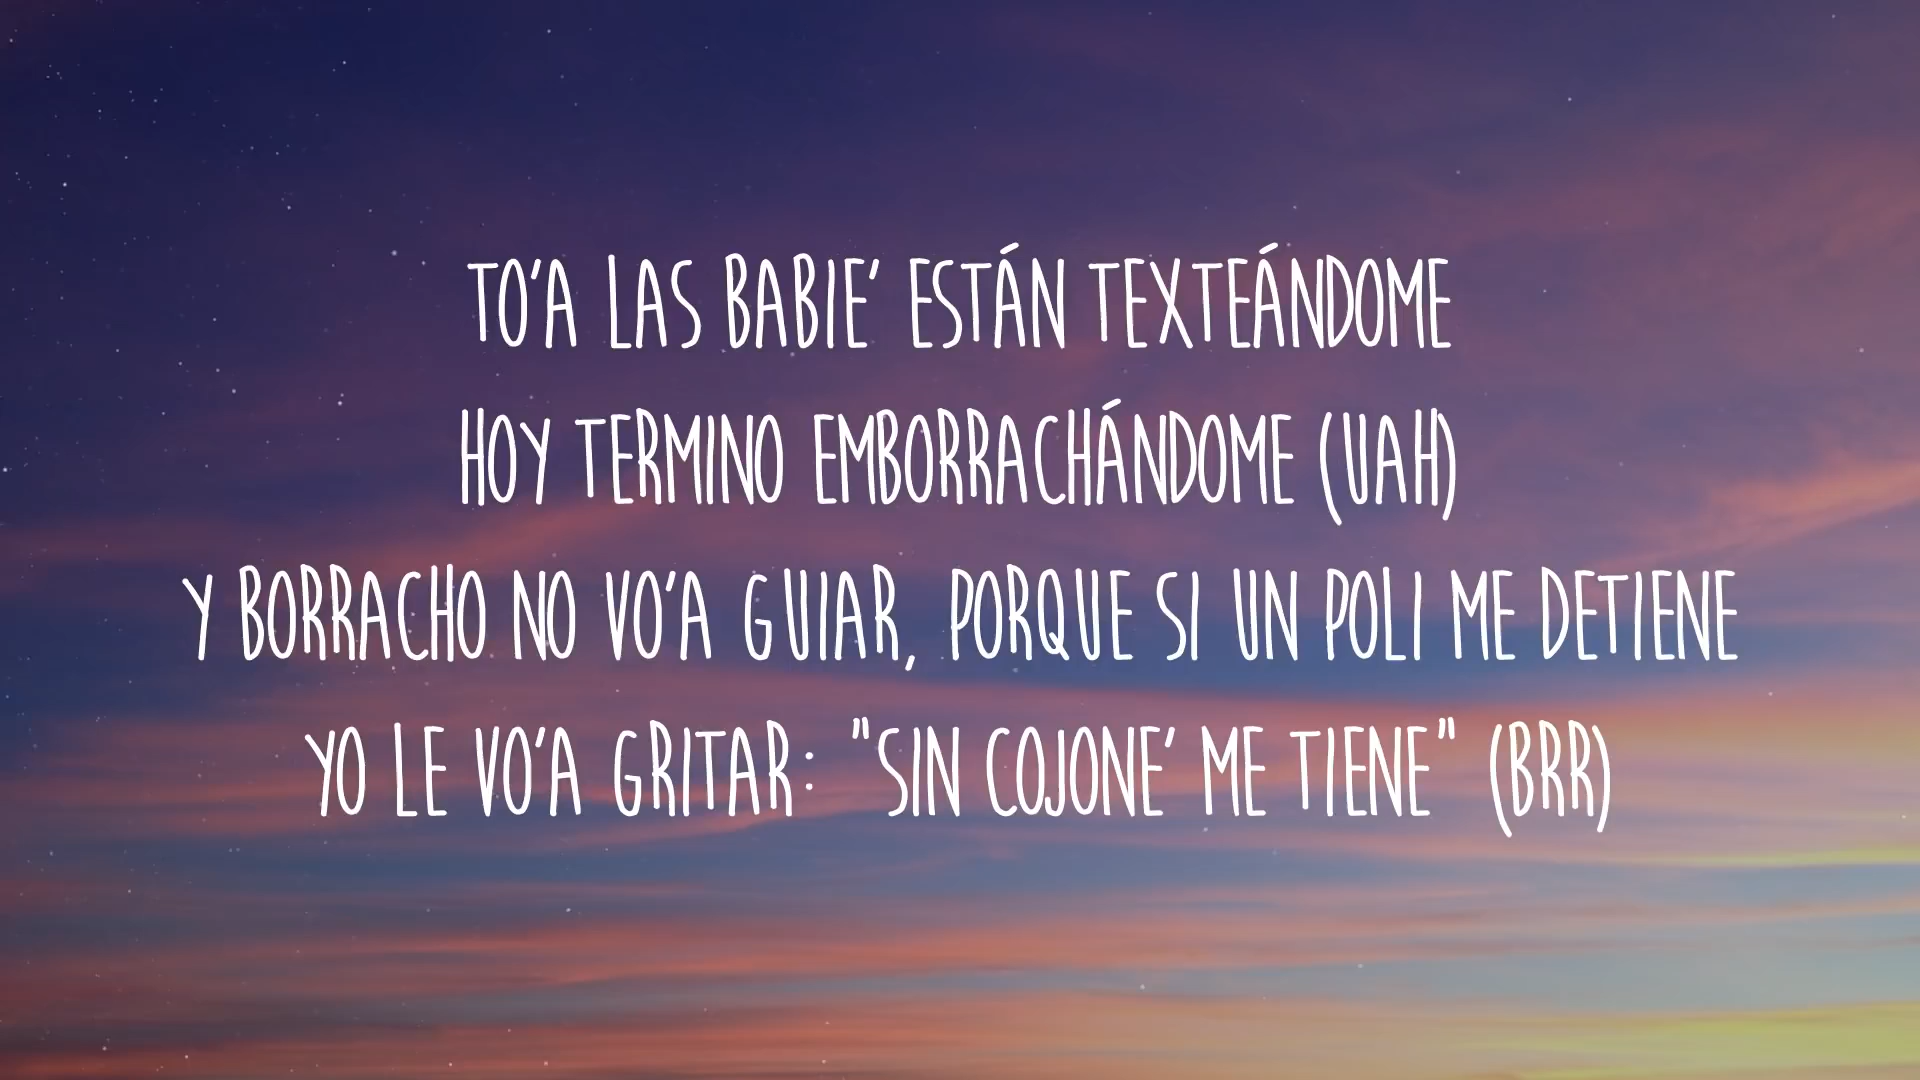 TO'A LAS BABIE' ESTÁN TEXTEÁNDOME
HOY TERMINO EMBORRACHÁNDOME (UAH)
Y BORRACHO NO VO'A GUIAR, PORQUE SI UN POLI ME DETIENE
YO LE VO'A GRITAR: "SIN COJONE' ME TIENE" (BRR)